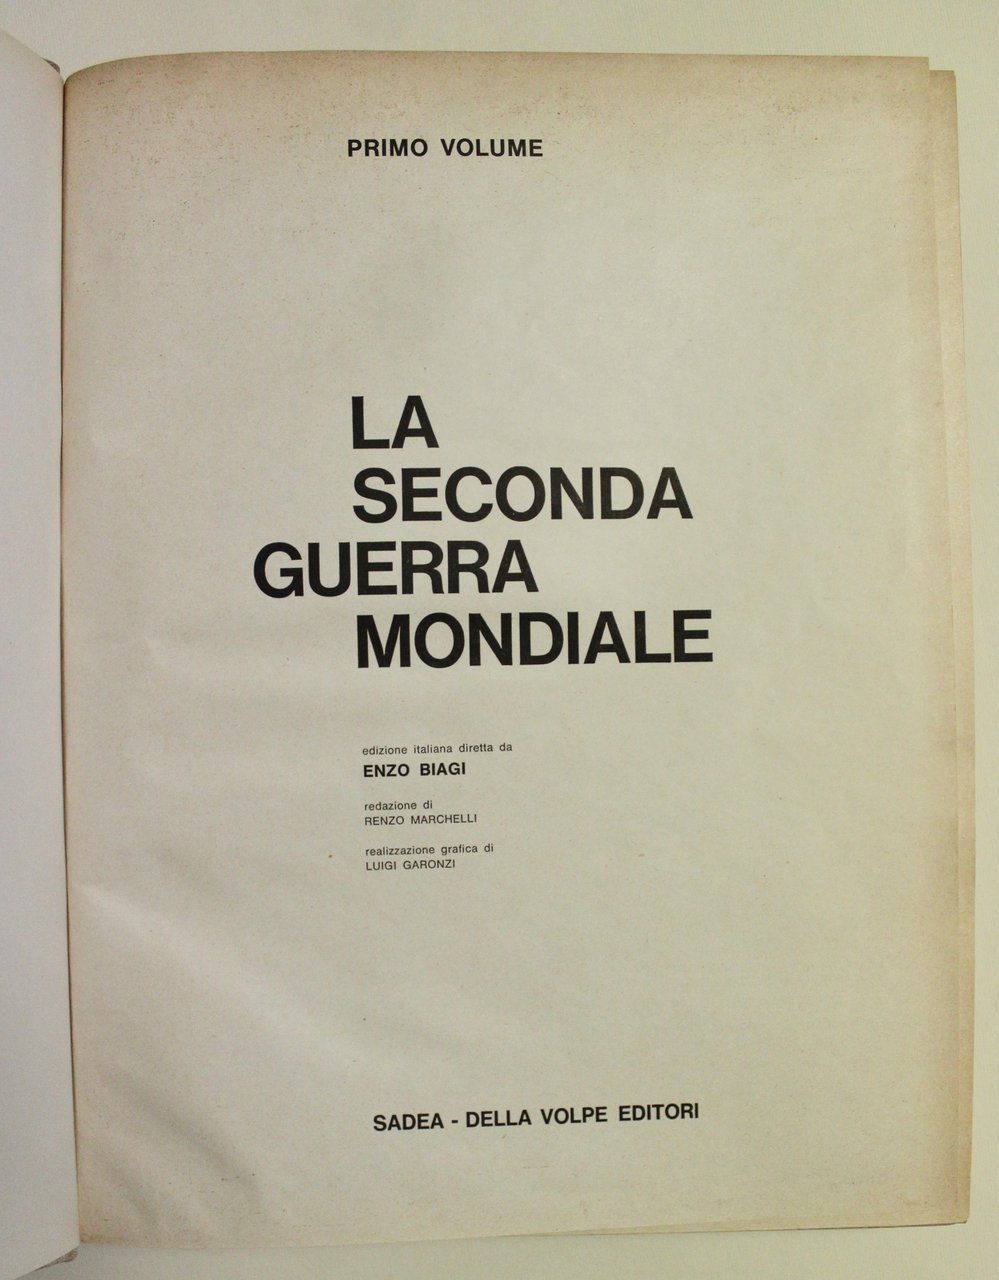 PRIMO VOLUME
LA
SECONDA
GUERRA
MONDIALE
edizione italiana diretta da
ENZO BIAGI
redazione di
RENZO MARCHELLI
realizzazione grafica di
LUIGI GARONZI
SADEA - DELLA VOLPE EDITORI